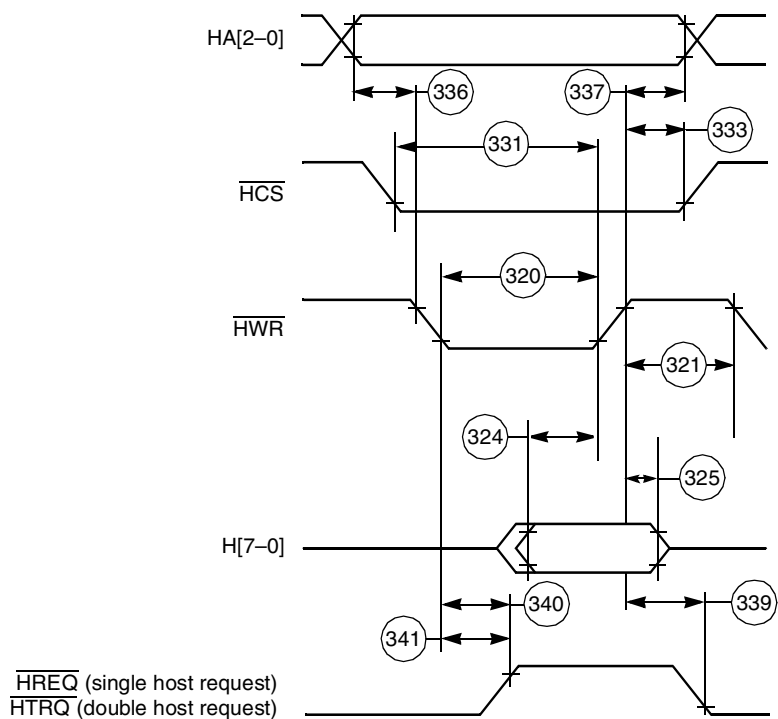 HA[2–0]
336
337
333
331
HCS
320
HWR
321
324
325
H[7–0]
340
339
341
HREQ (single host request)
HTRQ (double host request)